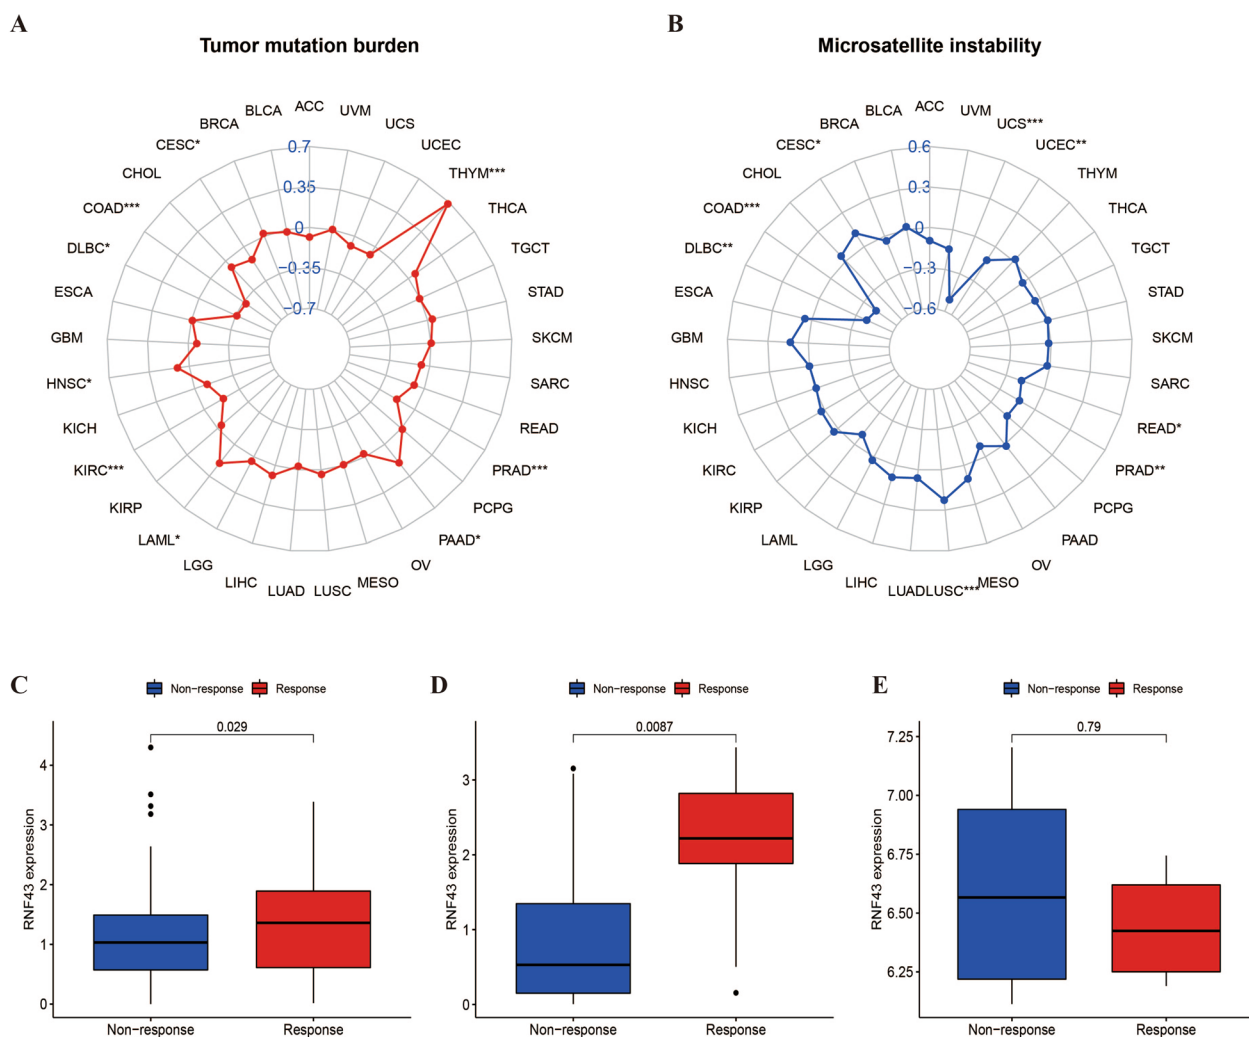 A
Tumor mutation burden
ACC
UVM
UCS
UCEC
THYM***
THCA
TGCT
STAD
SKCM
SARC
READ
PRAD***
PCPG
PAAD*
OV
MESO
LUSC
LUAD
LIHC
LGG
LAML*
KIRP
KIRC***
KICH
HNSC*
GBM
ESCA
DLBC*
COAD***
CHOL
CESC*
BRCA
BLCA
0.7
0.35
0
−0.35
−0.7
B
Microsatellite instability
ACC
UVM
UCS***
UCEC**
THYM
THCA
TGCT
STAD
SKCM
SARC
READ*
PRAD**
PCPG
PAAD
OV
MESO
LUSC***
LUAD
LIHC
LGG
LAML
KIRP
KIRC
KICH
HNSC
GBM
ESCA
DLBC**
COAD***
CHOL
CESC*
BRCA
BLCA
0.6
0.3
0
−0.3
−0.6
C
Non−response Response
0.029
RNF43 expression
4
3
2
1
0
Non−response Response
D
Non−response Response
0.0087
RNF43 expression
3
2
1
0
Non−response Response
E
Non−response Response
0.79
RNF43 expression
7.25
7.00
6.75
6.50
6.25
Non−response Response